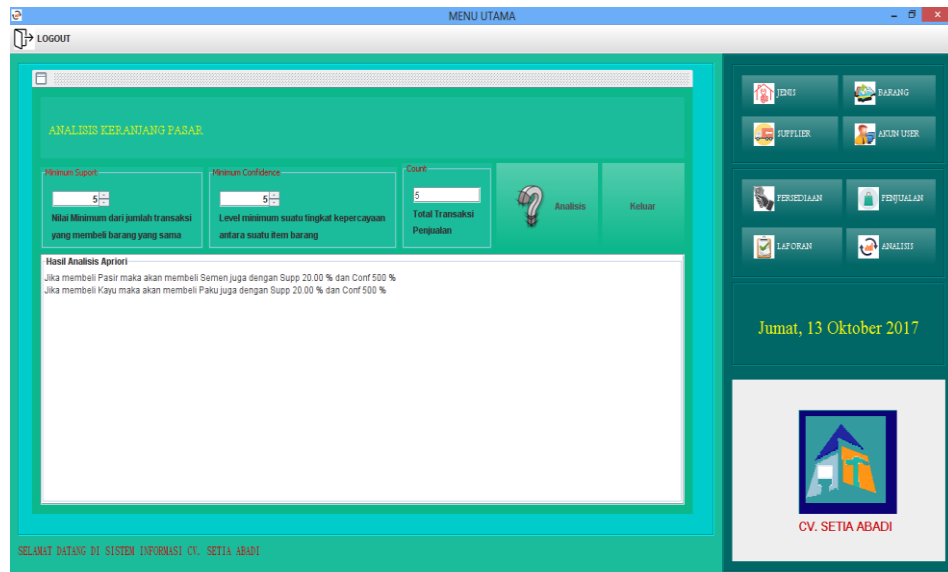 MENU UTAMA
LOGOUT
ANALISIS KERANJANG PASAR
Minimum Suport
5
Nilai Minimum dari jumlah transaksi
yang membeli barang yang sama
Minimum Confidence
5
Level minimum suatu tingkat kepercayaan
antara suatu item barang
Count
5
Total Transaksi
Penjualan
Analisis
Keluar
Hasil Analisis Apriori
Jika membeli Pasir maka akan membeli Semen juga dengan Supp 20.00 % dan Conf 500 %
Jika membeli Kayu maka akan membeli Paku juga dengan Supp 20.00 % dan Conf 500 %
JENIS
BARANG
SUPPLIER
AKUN USER
PERSEDIAAN
PENJUALAN
LAPORAN
ANALISIS
Jumat, 13 Oktober 2017
CV. SETIA ABADI
SELAMAT DATANG DI SISTEM INFORMASI CV. SETIA ABADI